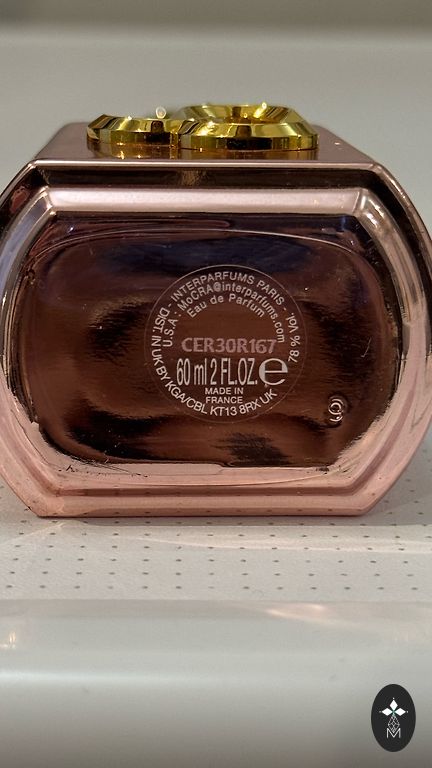 INTERPARFUMS PARIS - 78 % Vol.
U.S.A : MoCRA@interparfums.com
Eau de Parfum
CER30R167
60 ml 2 FL.OZ. e
MADE IN
FRANCE
DIST. IN UK BY KGA/CBL KT13 8RX UK
M